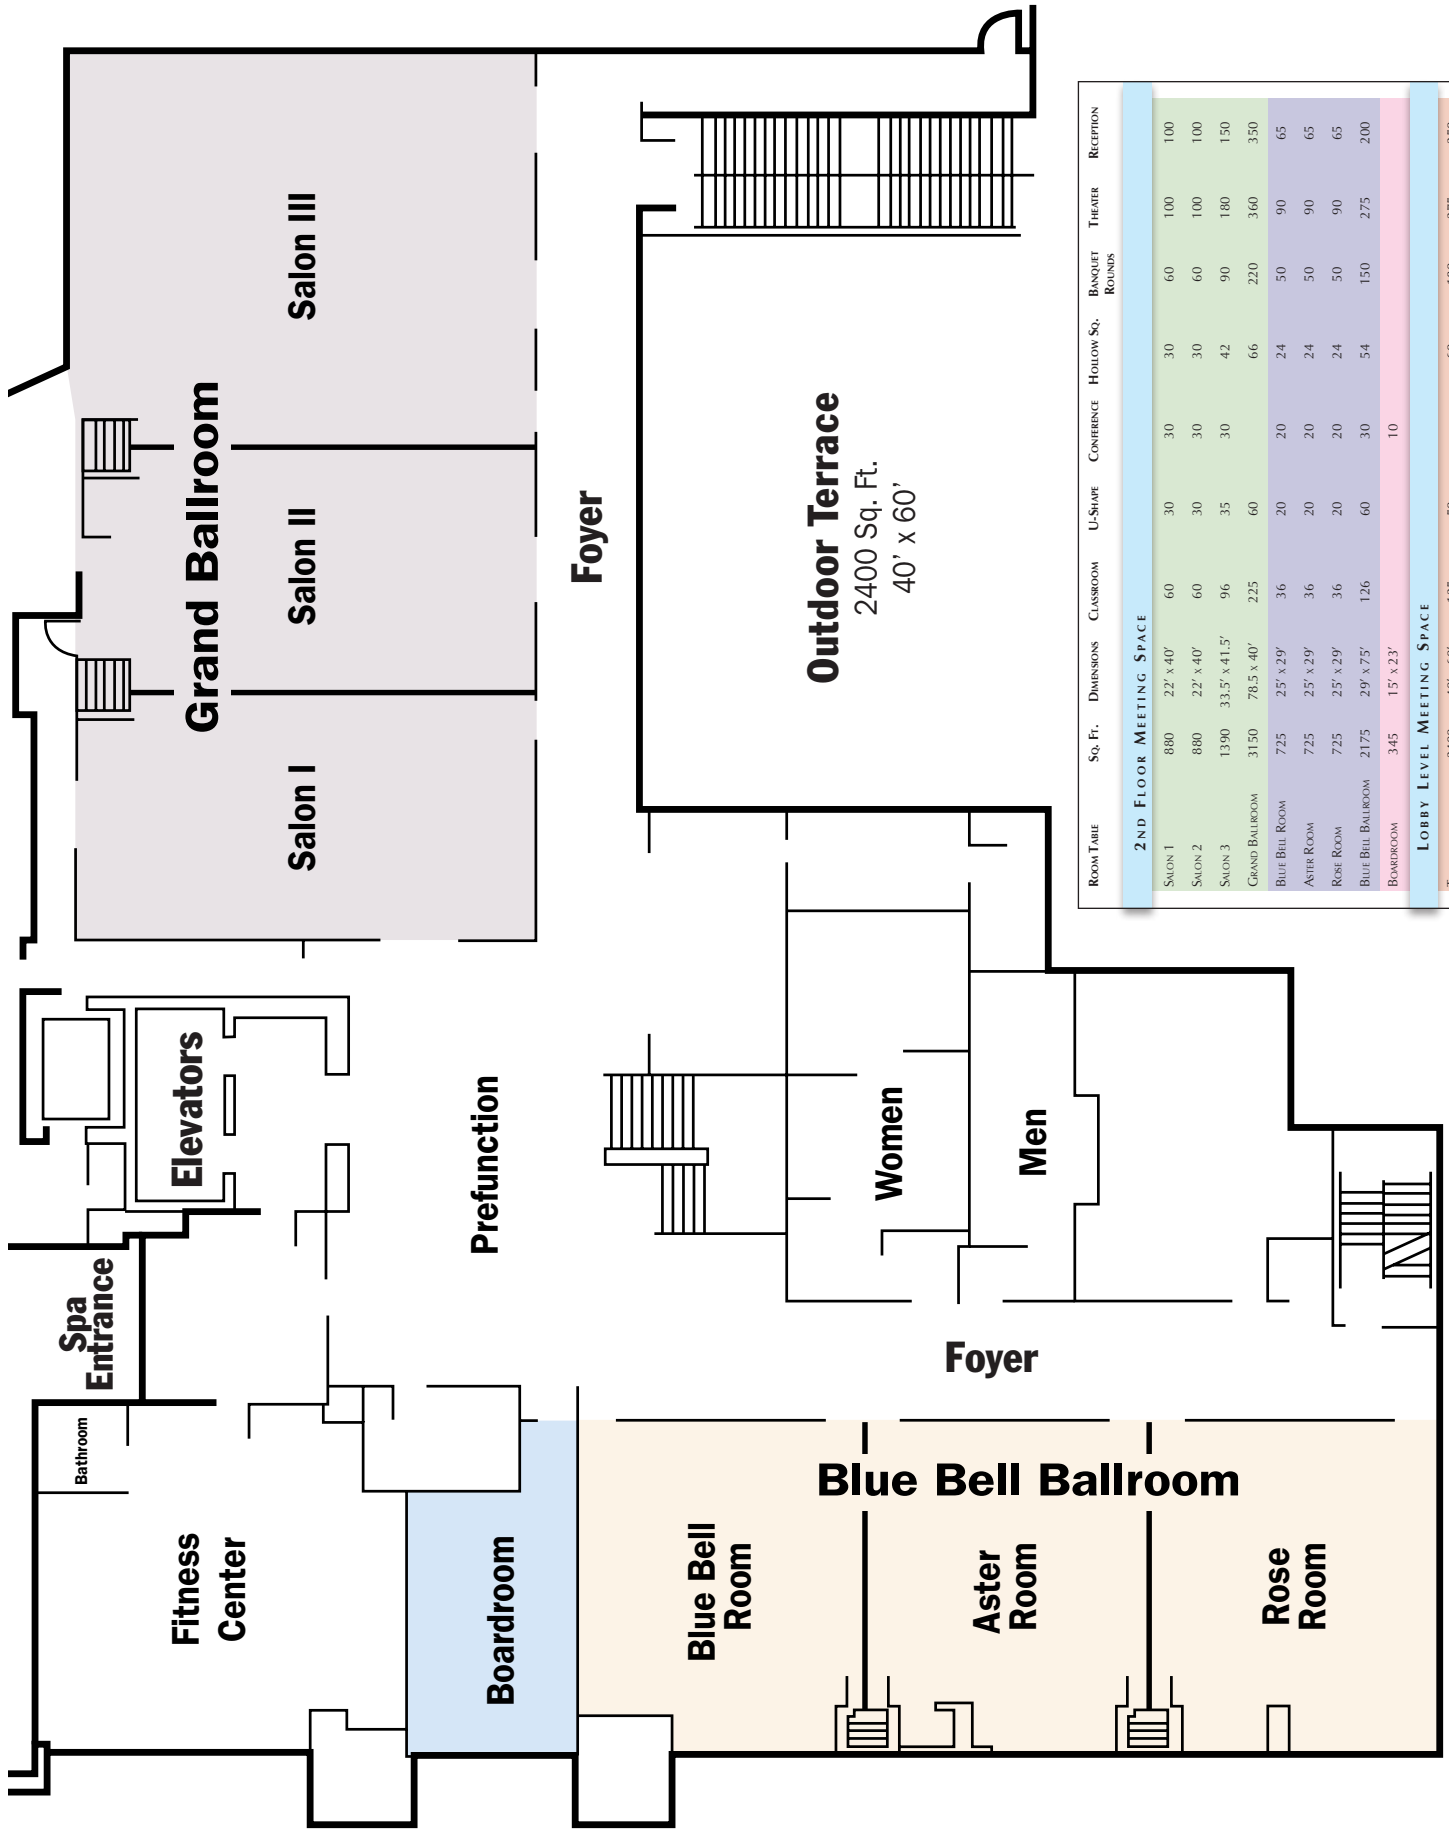 Bathroom
Spa
Entrance
Fitness
Center
Elevators
Grand Ballroom
Salon I
Salon II
Salon III
Boardroom
Prefunction
Foyer
Blue Bell
Room
Blue Bell Ballroom
Foyer
Outdoor Terrace
2400 Sq. Ft.
40' x 60'
Women
Aster
Room
Men
Rose
Room
ROOM TABLE SQ. FT. DIMENSIONS CLASSROOM U-SHAPE CONFERENCE HOLLOW SQ. BANQUET ROUNDS THEATER RECEPTION
2ND FLOOR MEETING SPACE
SALON 1 880 22' x 40' 60 30 30 30 60 100 100
SALON 2 880 22' x 40' 60 30 30 30 60 100 100
SALON 3 1390 33.5' x 41.5' 96 35 30 42 90 180 150
GRAND BALLROOM 3150 78.5 x 40' 225 60 66 220 360 350
BLUE BELL ROOM 725 25' x 29' 36 20 20 24 50 90 65
ASTER ROOM 725 25' x 29' 36 20 20 24 50 90 65
ROSE ROOM 725 25' x 29' 36 20 20 24 50 90 65
BLUE BELL BALLROOM 2175 29' x 75' 126 60 30 54 150 275 200
BOARDROOM 345 15' x 23' 10
LOBBY LEVEL MEETING SPACE